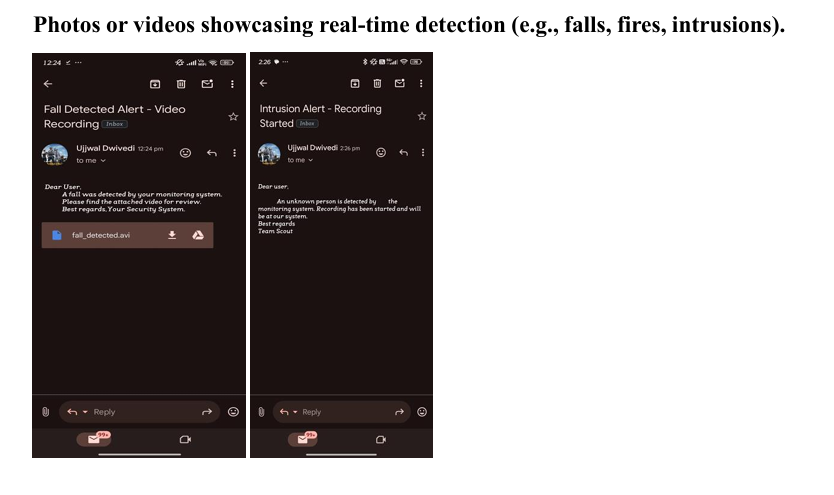 Photos or videos showcasing real-time detection (e.g., falls, fires, intrusions).
12:24
Fall Detected Alert - Video
Recording Inbox
Ujjwal Dwivedi 12:24 pm
to me
Dear User,
A fall was detected by your monitoring system.
Please find the attached video for review.
Best regards,Your Security System.
fall_detected.avi
Reply
99+
2:26
Intrusion Alert - Recording
Started Inbox
Ujjwal Dwivedi 2:26 pm
to me
Dear user,
An unknown person is detected by the
monitoring system. Recording has been started and will
be at our system.
Best regards
Team Scout
Reply
99+